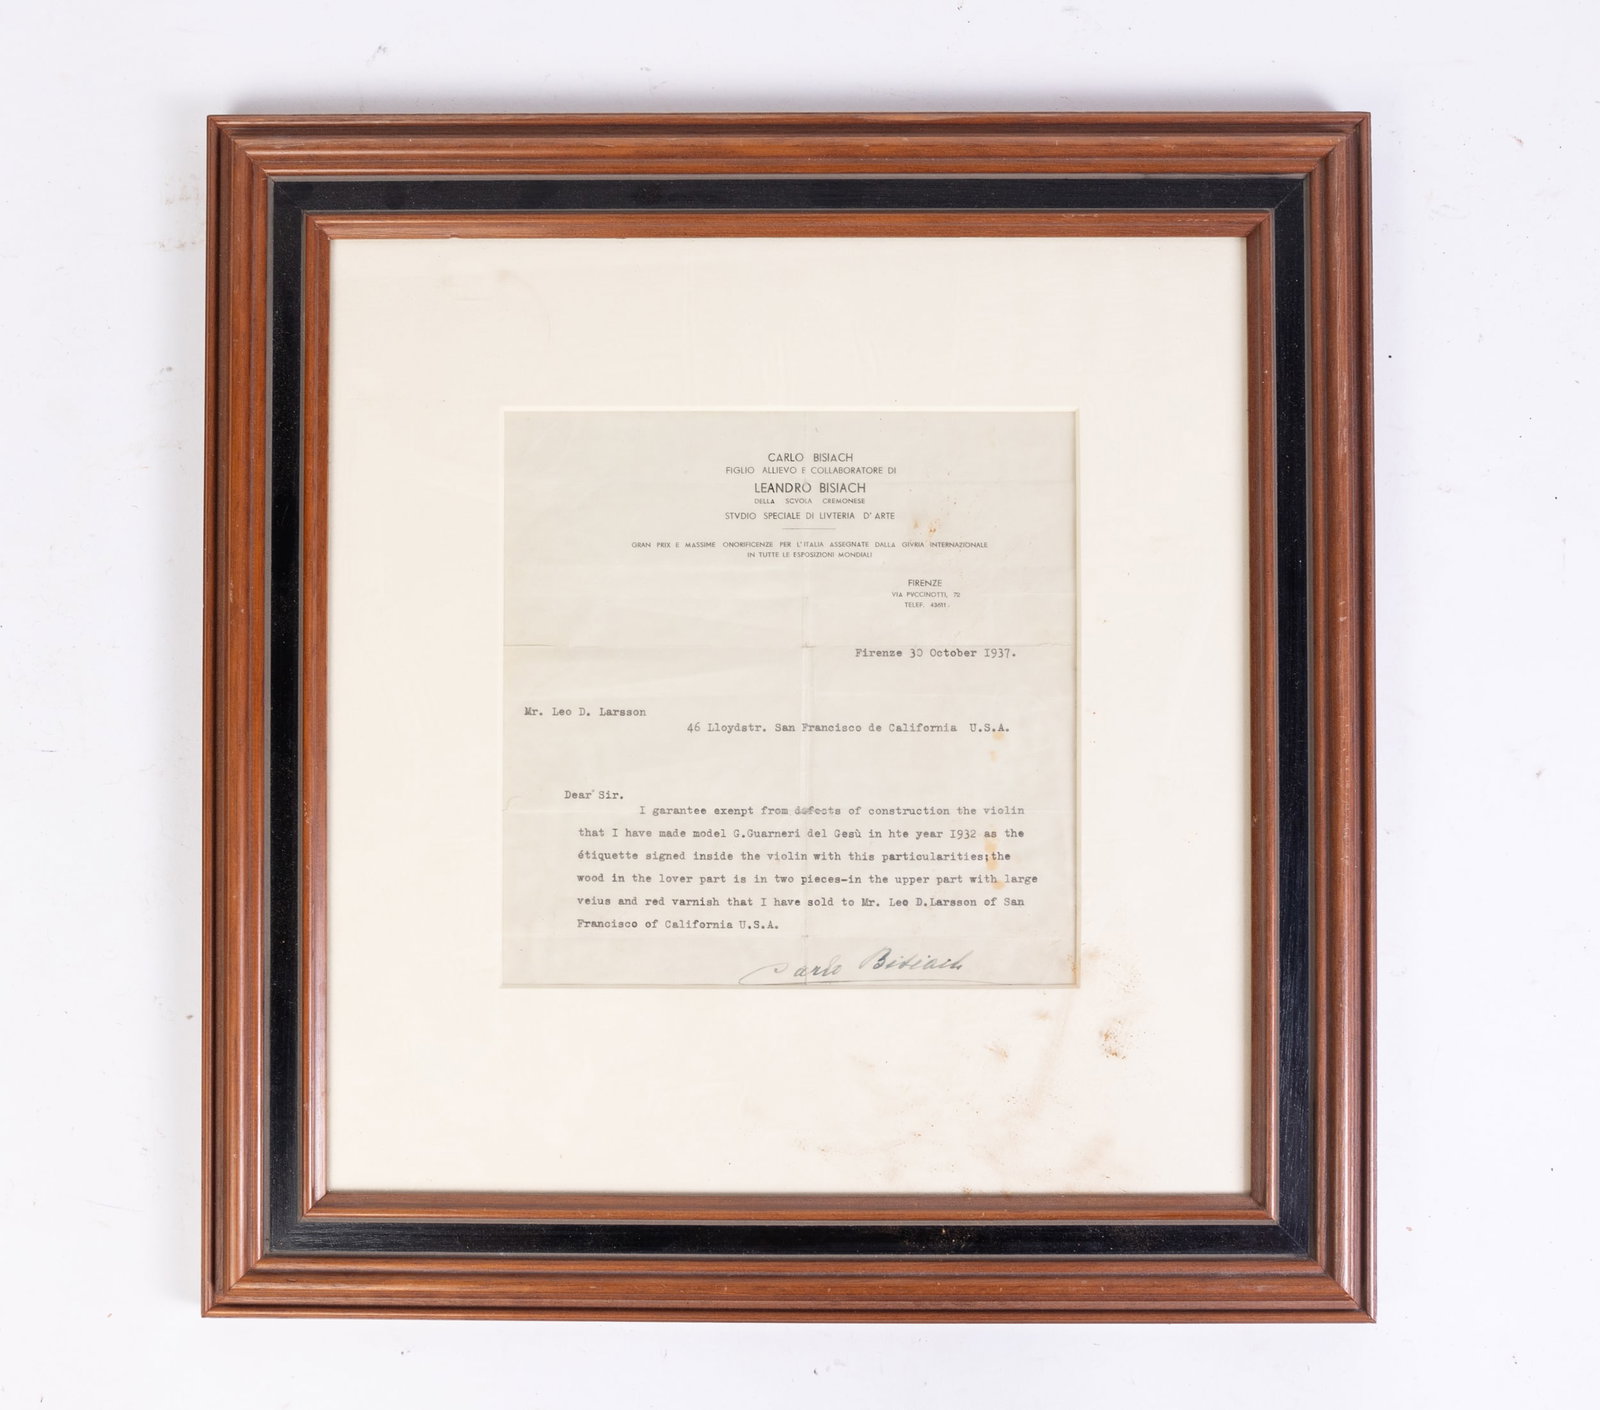 CARLO BISIACH
FIGLIO ALLIEVO E COLLABORATORE DI
LEANDRO BISIACH
DELLA SCVOLA CREMONESE
STVDIO SPECIALE DI LIVTERIA D'ARTE
GRAN PRIX E MASSIME ONORIFICENZE PER L'ITALIA ASSEGNATE DALLA GIVRIA INTERNAZIONALE
IN TUTTE LE ESPOSIZIONI MONDIALI
FIRENZE
VIA PVCCINOTTI, 72
TELEF. 43611.
Firenze 30 October 1937.
Mr. Leo D. Larsson
46 Lloydstr. San Francisco de California U.S.A.
Dear Sir.
I garantee exenpt from defects of construction the violin
that I have made model G.Guarneri del Gesù in hte year 1932 as the
étiquette signed inside the violin with this particularities;the
wood in the lover part is in two pieces-in the upper part with large
veius and red varnish that I have sold to Mr. Leo D.Larsson of San
Francisco of California U.S.A.
Carlo Bisiach